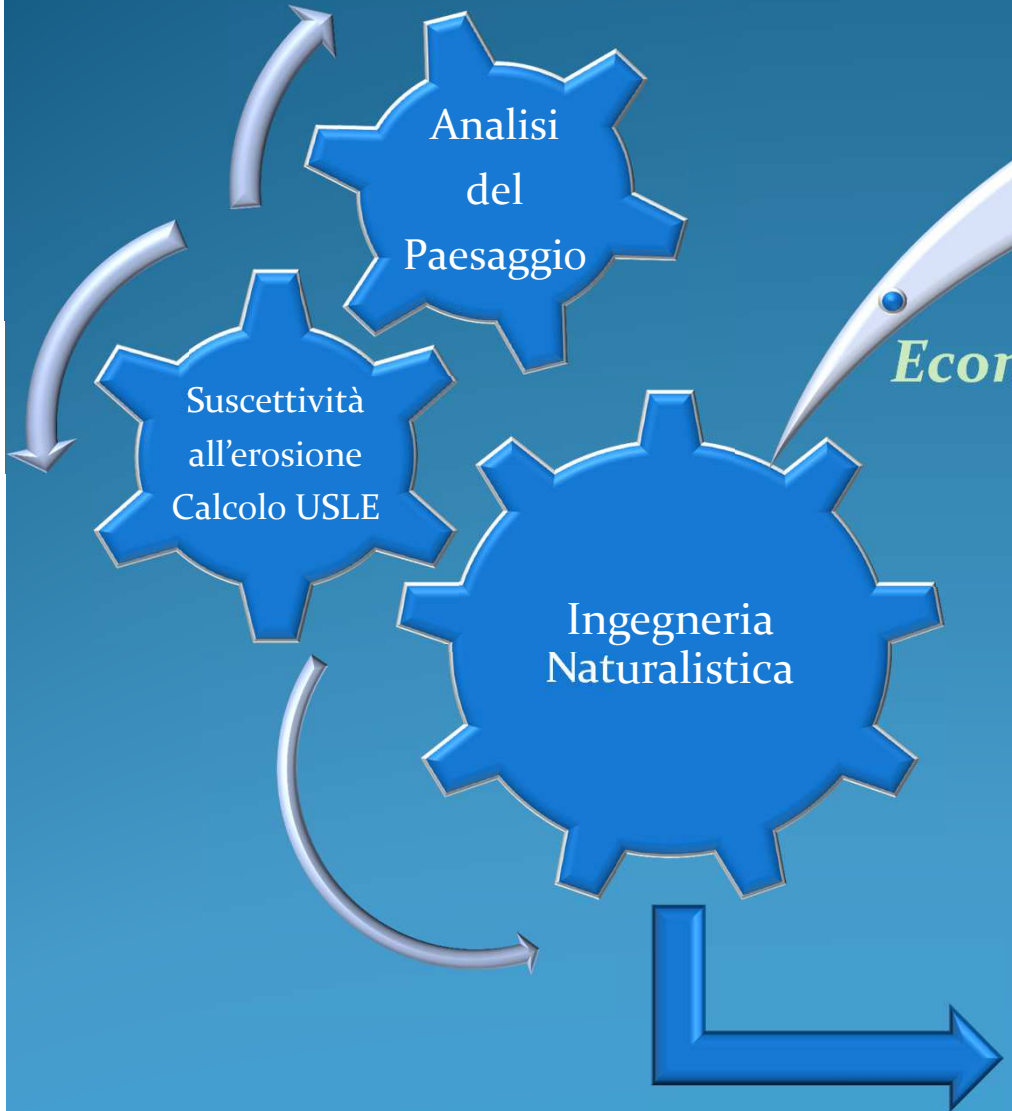 Analisi
del
Paesaggio
Suscettività
all’erosione
Calcolo USLE
Ingegneria
Naturalistica